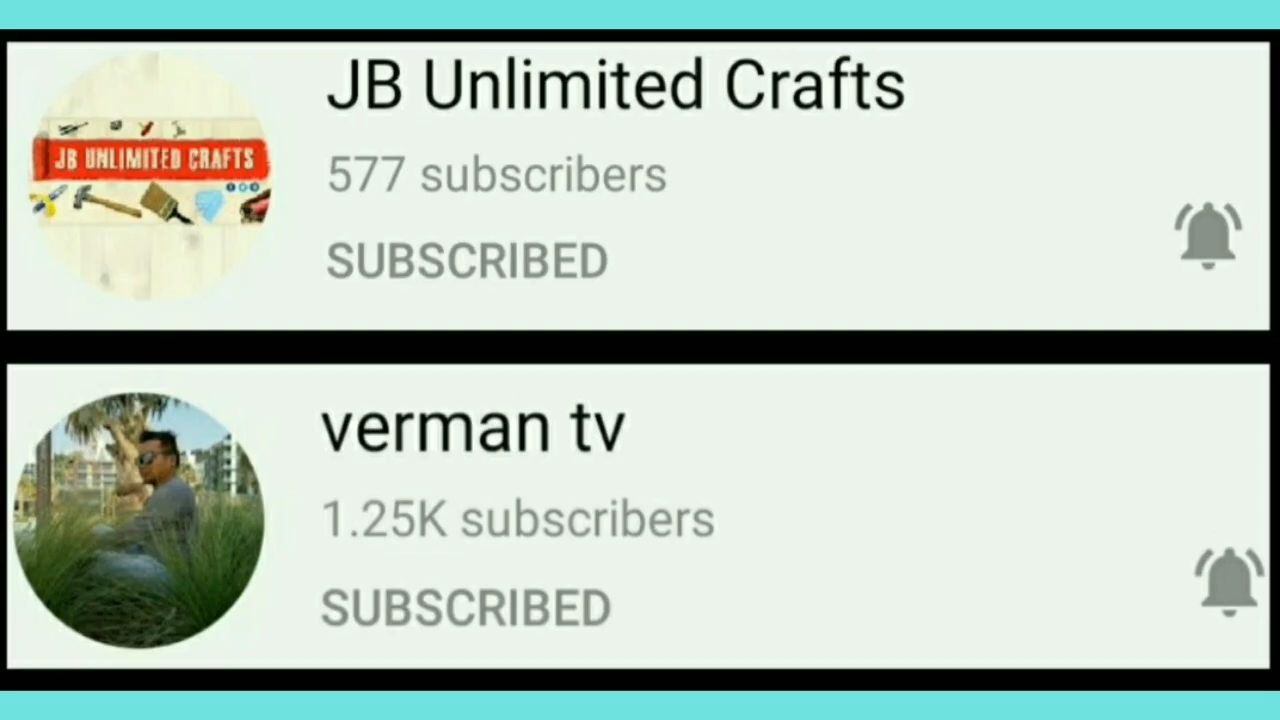 JB Unlimited Crafts
JB UNLIMITED CRAFTS
577 subscribers
SUBSCRIBED
verman tv
1.25K subscribers
SUBSCRIBED